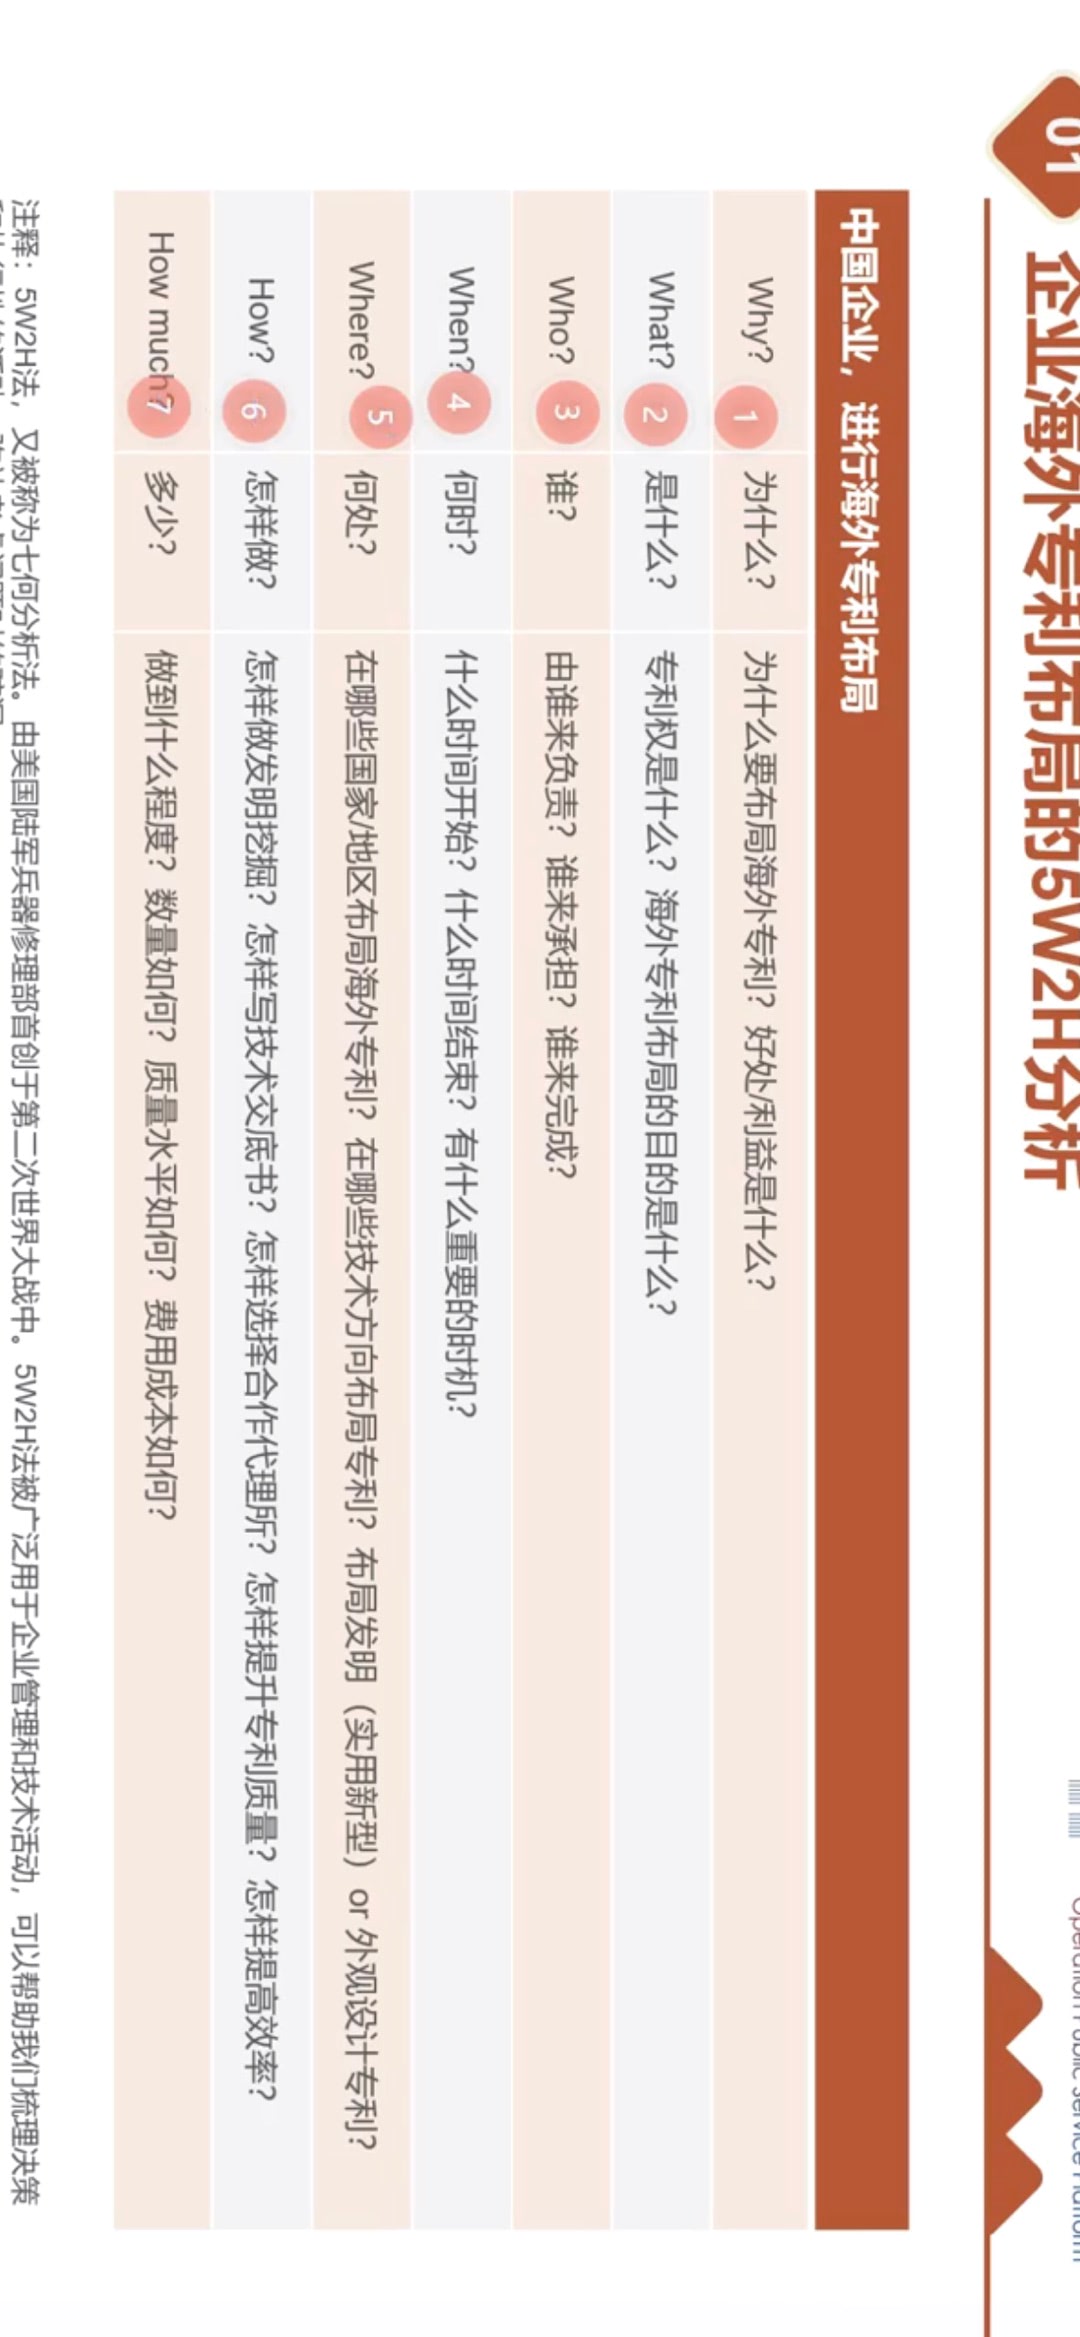 01
企业海外专利布局的5W2H分析
Operation Public Service Platform
中国企业，进行海外专利布局
Why? 1 为什么? 为什么要布局海外专利? 好处/利益是什么?
What? 2 是什么? 专利权是什么? 海外专利布局的目的是什么?
Who? 3 谁? 由谁来负责? 谁来承担? 谁来完成?
When? 4 何时? 什么时间开始? 什么时间结束? 有什么重要的时机?
Where? 5 何处? 在哪些国家/地区布局海外专利? 在哪些技术方向布局专利? 布局发明（实用新型）or 外观设计专利?
How? 6 怎样做? 怎样做发明挖掘? 怎样写技术交底书? 怎样选择合作代理所? 怎样提升专利质量? 怎样提高效率?
How much? 7 多少? 做到什么程度? 数量如何? 质量水平如何? 费用成本如何?
注释：5W2H法，又被称为七何分析法。由美国陆军兵器修理部首创于第二次世界大战中。5W2H法被广泛用于企业管理和技术活动，可以帮助我们梳理决策